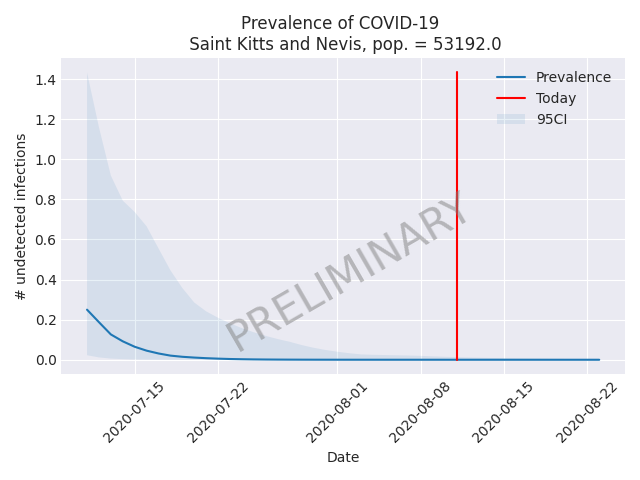 Prevalence of COVID-19
Saint Kitts and Nevis, pop. = 53192.0
1.4
1.2
1.0
0.8
0.6
0.4
0.2
0.0
# undetected infections
Prevalence
Today
95CI
PRELIMINARY
2020-07-15
2020-07-22
2020-08-01
2020-08-08
2020-08-15
2020-08-22
Date